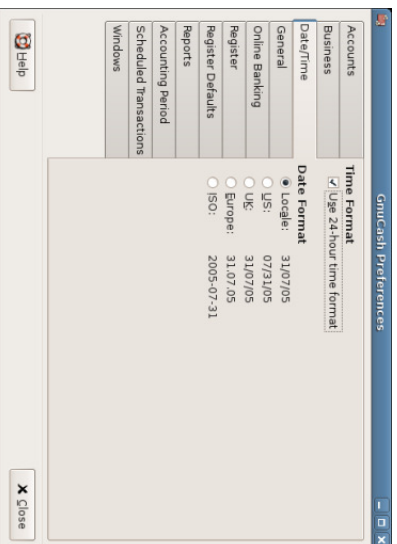 GnuCash Preferences
Accounts
Business
Date/Time
General
Online Banking
Register
Register Defaults
Reports
Accounting Period
Scheduled Transactions
Windows
Time Format
Use 24-hour time format
Date Format
Locale: 31/07/05
US: 07/31/05
UK: 31/07/05
Europe: 31.07.05
ISO: 2005-07-31
Help
Close